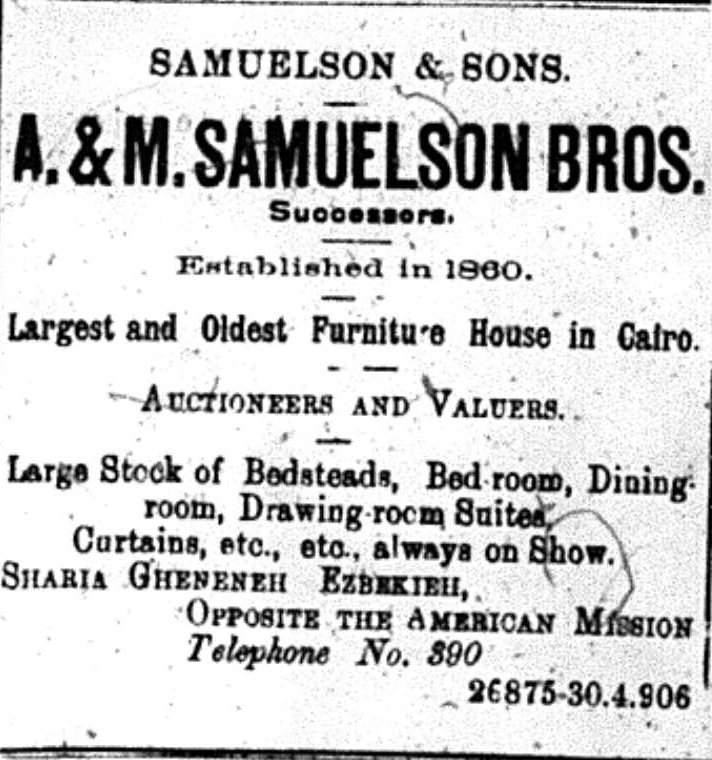 SAMUELSON & SONS.
A. & M. SAMUELSON BROS.
Successors.
Established in 1860.
Largest and Oldest Furniture House in Cairo.
AUCTIONEERS AND VALUERS.
Large Stock of Bedsteads, Bed-room, Dining-
room, Drawing-room Suites,
Curtains, etc., etc., always on Show.
SHARIA GHENENEH EZBEKIEH,
OPPOSITE THE AMERICAN MISSION
Telephone No. 390
26875-30.4.906